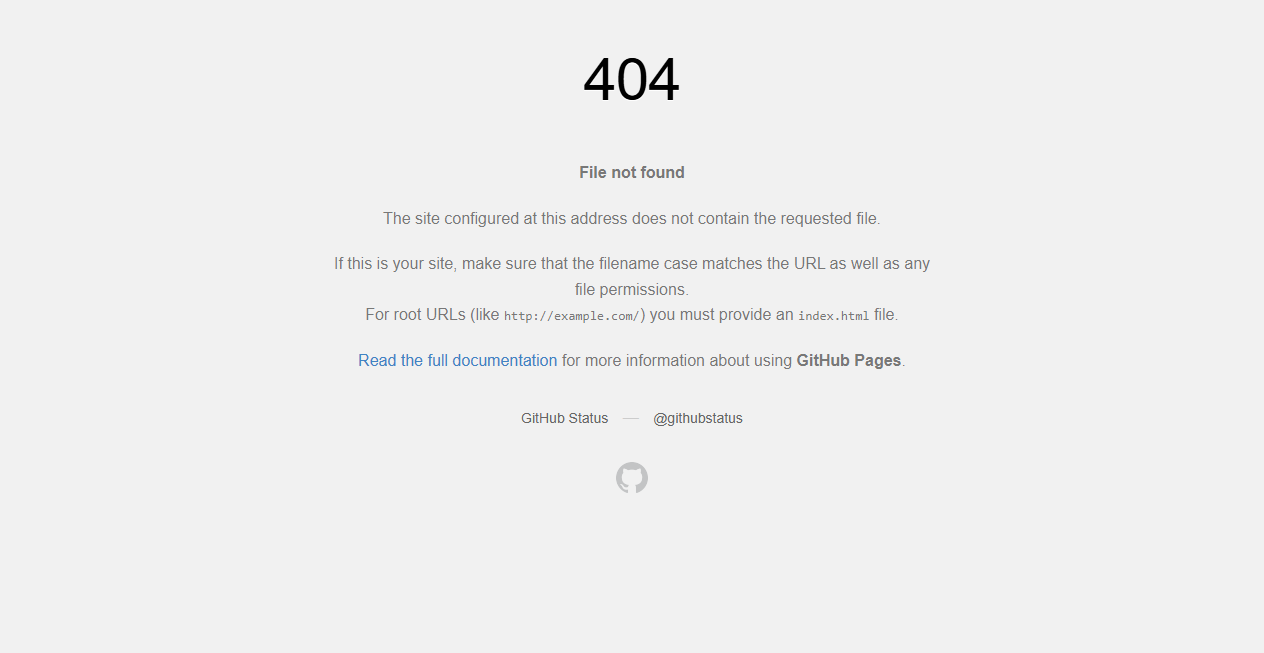 404
File not found
The site configured at this address does not contain the requested file.
If this is your site, make sure that the filename case matches the URL as well as any
file permissions.
For root URLs (like http://example.com/) you must provide an index.html file.
Read the full documentation for more information about using GitHub Pages.
GitHub Status — @githubstatus